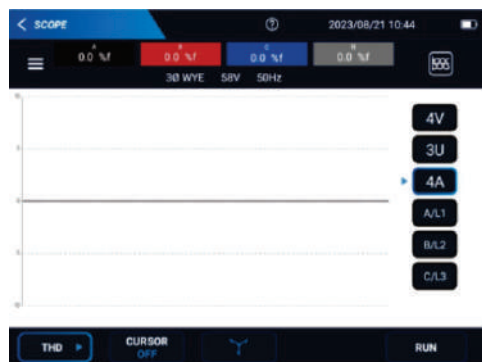 SCOPE
2023/08/21 10:44
A B C N
0.0 %f 0.0 %f 0.0 %f 0.0 %f
3Ø WYE 58V 50Hz
4V
3U
4A
A/L1
B/L2
C/L3
THD
CURSOR
OFF
RUN